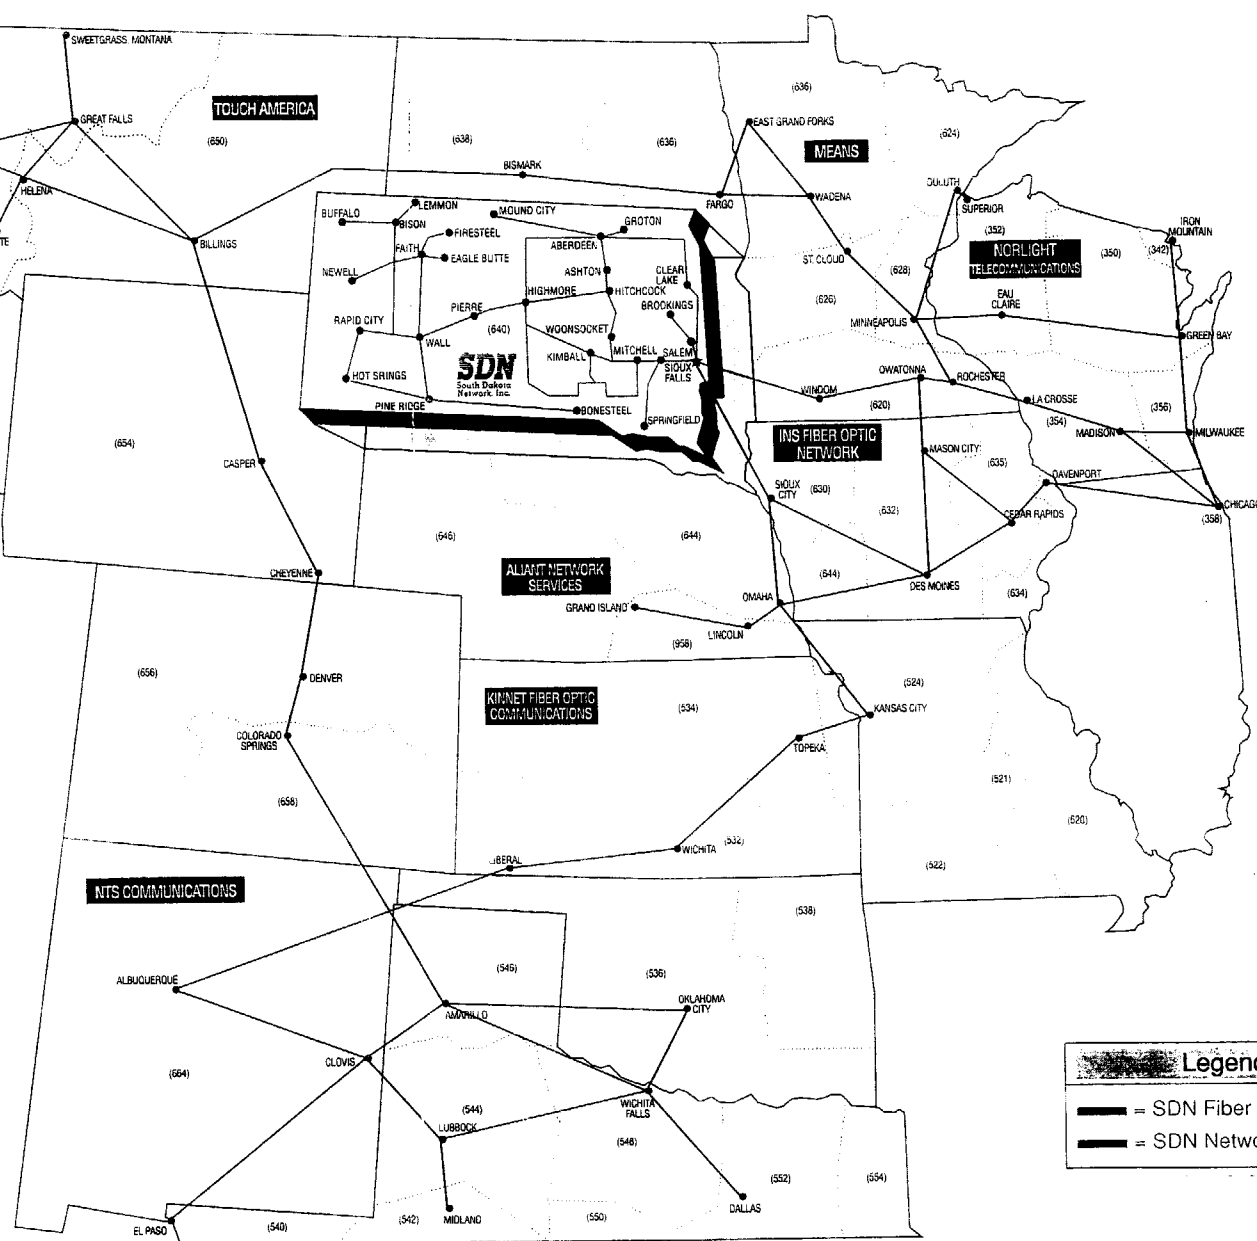 SWEETGRASS, MONTANA
TOUCH AMERICA
(636)
GREAT FALLS
EAST GRAND FORKS
(650)
(638)
(636)
(624)
MEANS
BISMARK
HELENA
DULUTH
FARGO
WADENA
SUPERIOR
LEMMON
BUFFALO
MOUND CITY
BISON
GROTON
(352)
IRON
MOUNTAIN
FIRESTEEL
TE
BILLINGS
FAITH
ABERDEEN
NORLIGHT
TELECOMMUNICATIONS
(350)
(342)
EAGLE BUTTE
ST. CLOUD
NEWELL
ASHTON
CLEAR
LAKE
(628)
HIGHMORE
HITCHCOCK
(626)
EAU
CLAIRE
PIERRE
BROOKINGS
RAPID CITY
(640)
WOONSOCKET
MINNEAPOLIS
GREEN BAY
WALL
KIMBALL
MITCHELL
SALEM
SIOUX
FALLS
SDN
South Dakota
Network, Inc.
HOT SRINGS
OWATONNA
ROCHESTER
WINDOM
(620)
LA CROSSE
(356)
PINE RIDGE
BONESTEEL
SPRINGFIELD
(354)
MADISON
MILWAUKEE
INS FIBER OPTIC
NETWORK
(654)
MASON CITY
(635)
CASPER
DAVENPORT
SIOUX
CITY
(630)
(632)
CEDAR RAPIDS
CHICAGO
(358)
(646)
(644)
ALIANT NETWORK
SERVICES
CHEYENNE
(644)
DES MOINES
(634)
GRAND ISLAND
OMAHA
LINCOLN
(958)
(656)
DENVER
(524)
KINNET FIBER OPTIC
COMMUNICATIONS
(534)
KANSAS CITY
COLORADO
SPRINGS
TOPEKA
(521)
(658)
(520)
(532)
WICHITA
LIBERAL
(522)
NTS COMMUNICATIONS
(538)
(546)
(536)
ALBUQUERQUE
OKLAHOMA
CITY
AMARILLO
CLOVIS
Legend
(664)
WICHITA
FALLS
(544)
= SDN Fiber
LUBBOCK
(548)
= SDN Netwo
(552)
(554)
DALLAS
(542)
MIDLAND
(550)
EL PASO
(540)